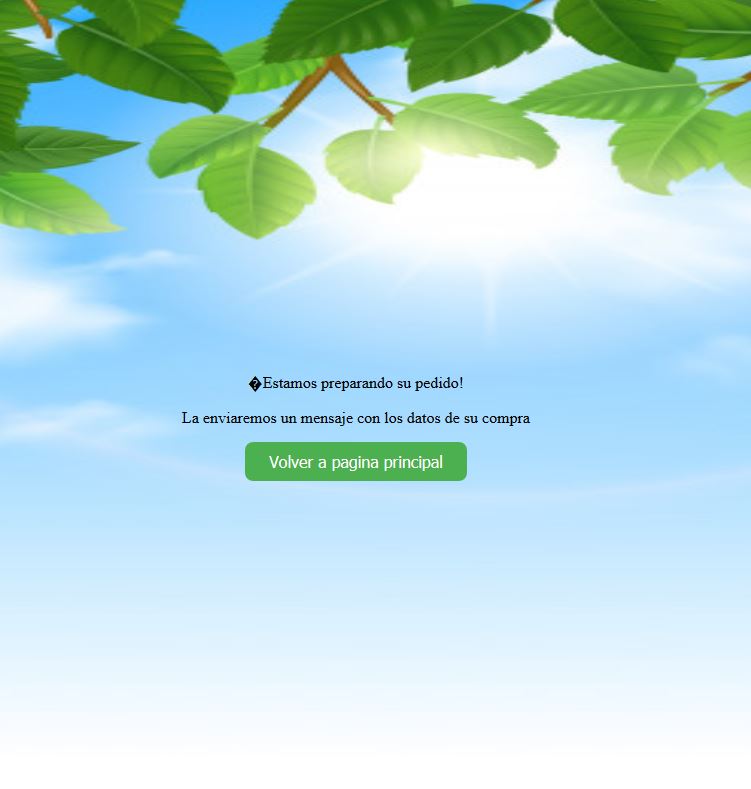 �Estamos preparando su pedido!
La enviaremos un mensaje con los datos de su compra
Volver a pagina principal